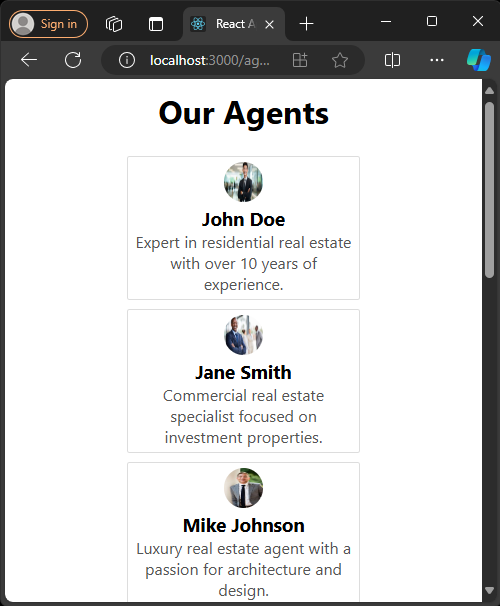 Sign in
React A
localhost:3000/ag...
Our Agents
John Doe
Expert in residential real estate
with over 10 years of
experience.
Jane Smith
Commercial real estate
specialist focused on
investment properties.
Mike Johnson
Luxury real estate agent with a
passion for architecture and
design.